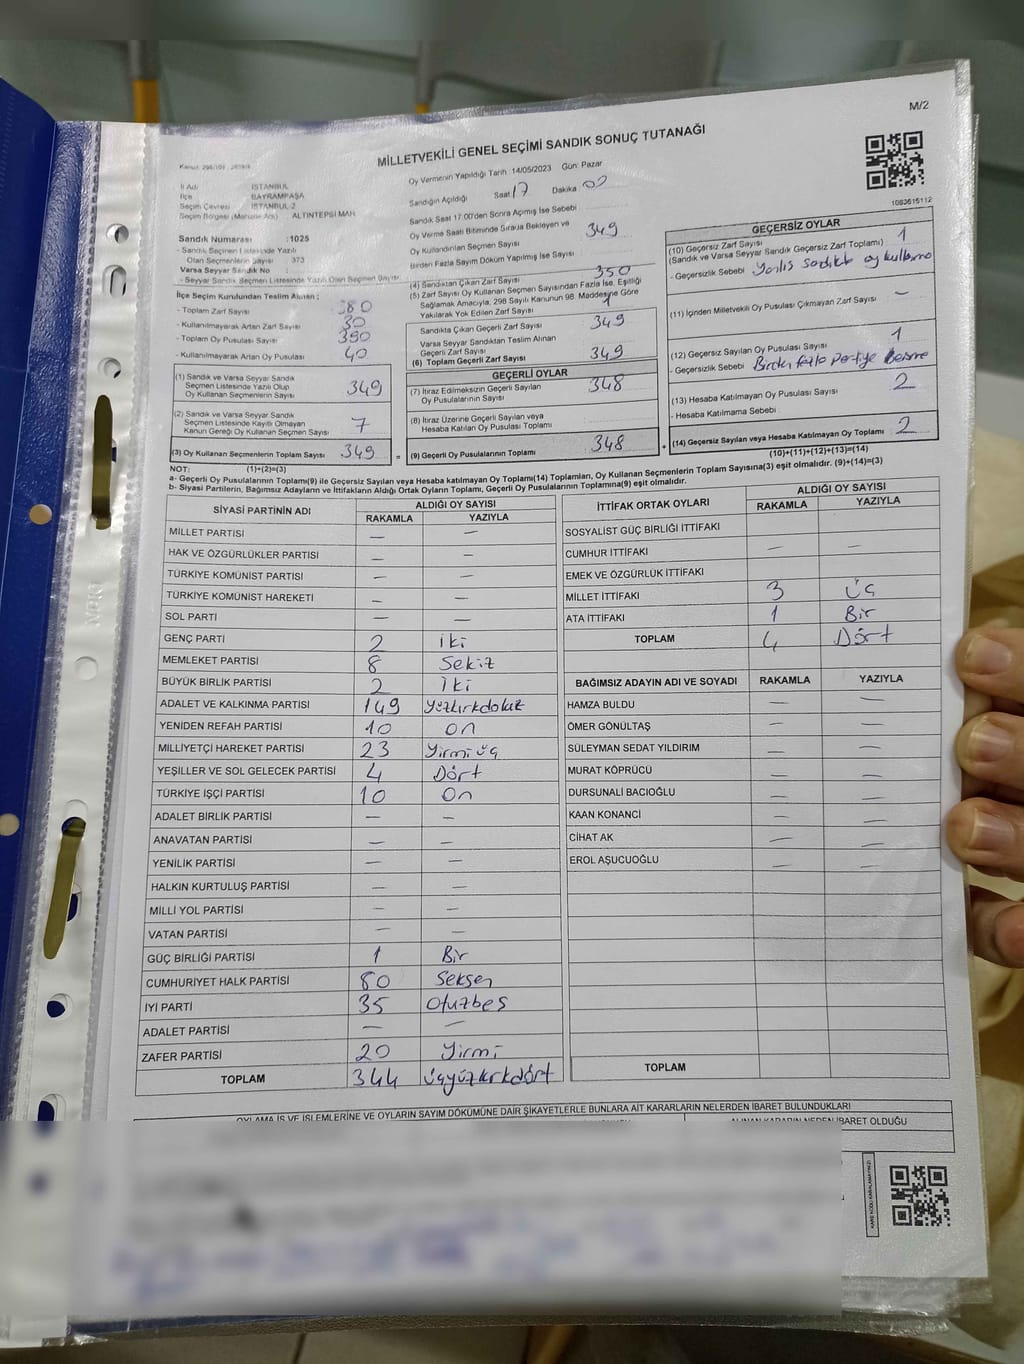 M/2
MİLLETVEKİLİ GENEL SEÇİMİ SANDIK SONUÇ TUTANAĞI
İl Adı : İSTANBUL
İlçe : BAYRAMPAŞA
Seçim Çevresi : İSTANBUL-2
Seçim Bölgesi (Mahalle Adı) : ALTINTEPSİ MAH.
Sandık Numarası : 1025
- Sandık Seçmen Listesinde Yazılı
Olan Seçmenlerin Sayısı : 373
Varsa Seyyar Sandık No :
- Seyyar Sandık Seçmen Listesinde Yazılı Olan Seçmen Sayısı:
İlçe Seçim Kurulundan Teslim Alınan ;
- Toplam Zarf Sayısı 380
- Kullanılmayarak Artan Zarf Sayısı 30
- Toplam Oy Pusulası Sayısı 390
- Kullanılmayarak Artan Oy Pusulası 40
(1) Sandık ve Varsa Seyyar Sandık
Seçmen Listesinde Yazılı Olup
Oy Kullanan Seçmenlerin Sayısı 349
(2) Sandık ve Varsa Seyyar Sandık
Seçmen Listesinde Kayıtlı Olmayan
Kanun Gereği Oy Kullanan Seçmen Sayısı 7
(3) Oy Kullanan Seçmenlerin Toplam Sayısı 349 =
Oy Vermenin Yapıldığı Tarih :14/05/2023 Gün: Pazar
Sandığın Açıldığı Saat 17 Dakika 00
Sandık Saat 17:00'den Sonra Açılmış İse Sebebi
Oy Verme Saati Bitiminde Sırada Bekleyen ve
Oy Kullandırılan Seçmen Sayısı 349
Birden Fazla Sayım Döküm Yapılmış İse Sayısı
(4) Sandıktan Çıkan Zarf Sayısı 350
(5) Zarf Sayısı Oy Kullanan Seçmen Sayısından Fazla İse, Eşitliği
Sağlamak Amacıyla, 298 Sayılı Kanunun 98. Maddesine Göre
Yakılarak Yok Edilen Zarf Sayısı 1
Sandıkta Çıkan Geçerli Zarf Sayısı 349
Varsa Seyyar Sandıktan Teslim Alınan
Geçerli Zarf Sayısı
(6) Toplam Geçerli Zarf Sayısı 349
GEÇERLİ OYLAR
(7) İtiraz Edilmeksizin Geçerli Sayılan
Oy Pusulalarının Sayısı 348
(8) İtiraz Üzerine Geçerli Sayılan veya
Hesaba Katılan Oy Pusulası Toplamı
(9) Geçerli Oy Pusulalarının Toplamı 348 +
1083615112
GEÇERSİZ OYLAR
(10) Geçersiz Zarf Sayısı
(Sandık ve Varsa Seyyar Sandık Geçersiz Zarf Toplamı) 1
- Geçersizlik Sebebi Yanlış sandıkta oy kullanma
(11) İçinden Milletvekili Oy Pusulası Çıkmayan Zarf Sayısı —
(12) Geçersiz Sayılan Oy Pusulası Sayısı 1
- Geçersizlik Sebebi Birden fazla partiye basma
(13) Hesaba Katılmayan Oy Pusulası Sayısı 2
- Hesaba Katılmama Sebebi :
(14) Geçersiz Sayılan veya Hesaba Katılmayan Oy Toplamı 2
(10)+(11)+(12)+(13)=(14)
NOT: (1)+(2)=(3)
a- Geçerli Oy Pusulalarının Toplamı(9) ile Geçersiz Sayılan veya Hesaba katılmayan Oy Toplamı(14) Toplamları, Oy Kullanan Seçmenlerin Toplam Sayısına(3) eşit olmalıdır. (9)+(14)=(3)
b- Siyasi Partilerin, Bağımsız Adayların ve İttifakların Aldığı Ortak Oyların Toplamı, Geçerli Oy Pusulalarının Toplamına(9) eşit olmalıdır.
SİYASİ PARTİNİN ADI ALDIĞI OY SAYISI
RAKAMLA YAZIYLA
MİLLET PARTİSİ — —
HAK VE ÖZGÜRLÜKLER PARTİSİ — —
TÜRKİYE KOMÜNİST PARTİSİ — —
TÜRKİYE KOMÜNİST HAREKETİ — —
SOL PARTİ — —
GENÇ PARTİ 2 iki
MEMLEKET PARTİSİ 8 Sekiz
BÜYÜK BİRLİK PARTİSİ 2 İki
ADALET VE KALKINMA PARTİSİ 149 yüzkırkdokuz
YENİDEN REFAH PARTİSİ 10 on
MİLLİYETÇİ HAREKET PARTİSİ 23 Yirmi üç
YEŞİLLER VE SOL GELECEK PARTİSİ 4 Dört
TÜRKİYE İŞÇİ PARTİSİ 10 On
ADALET BİRLİK PARTİSİ — —
ANAVATAN PARTİSİ — —
YENİLİK PARTİSİ — —
HALKIN KURTULUŞ PARTİSİ — —
MİLLİ YOL PARTİSİ — —
VATAN PARTİSİ — —
GÜÇ BİRLİĞİ PARTİSİ 1 Bir
CUMHURİYET HALK PARTİSİ 80 Seksen
İYİ PARTİ 35 Otuzbeş
ADALET PARTİSİ — —
ZAFER PARTİSİ 20 Yirmi
TOPLAM 344 üçyüzkırkdört
İTTİFAK ORTAK OYLARI ALDIĞI OY SAYISI
RAKAMLA YAZIYLA
SOSYALİST GÜÇ BİRLİĞİ İTTİFAKI
CUMHUR İTTİFAKI — —
EMEK VE ÖZGÜRLÜK İTTİFAKI
MİLLET İTTİFAKI 3 üç
ATA İTTİFAKI 1 Bir
TOPLAM 4 Dört
BAĞIMSIZ ADAYIN ADI VE SOYADI RAKAMLA YAZIYLA
HAMZA BULDU — —
ÖMER GÖNÜLTAŞ — —
SÜLEYMAN SEDAT YILDIRIM — —
MURAT KÖPRÜCÜ — —
DURSUNALİ BACIOĞLU — —
KAAN KONANCİ — —
CİHAT AK — —
EROL AŞUCUOĞLU — —
TOPLAM
OYLAMA İŞ VE İŞLEMLERİNE VE OYLARIN SAYIM DÖKÜMÜNE DAİR ŞİKAYETLERLE BUNLARA AİT KARARLARIN NELERDEN İBARET BULUNDUKLARI
ALINAN KARARIN NEDEN İBARET OLDUĞU